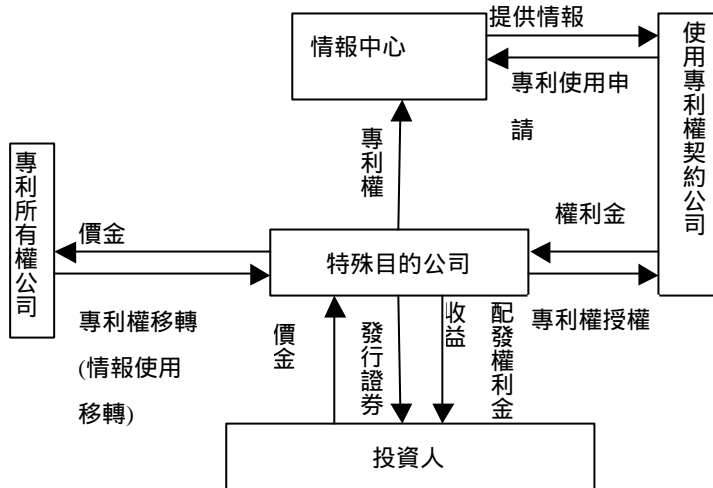 提供情報
情報中心
專利使用申
請
使用專利權契約公司
專利權
專利所有權公司
價金
權利金
特殊目的公司
專利權移轉
(情報使用
移轉)
專利權授權
價金
發行證券
收益
配發權利金
投資人